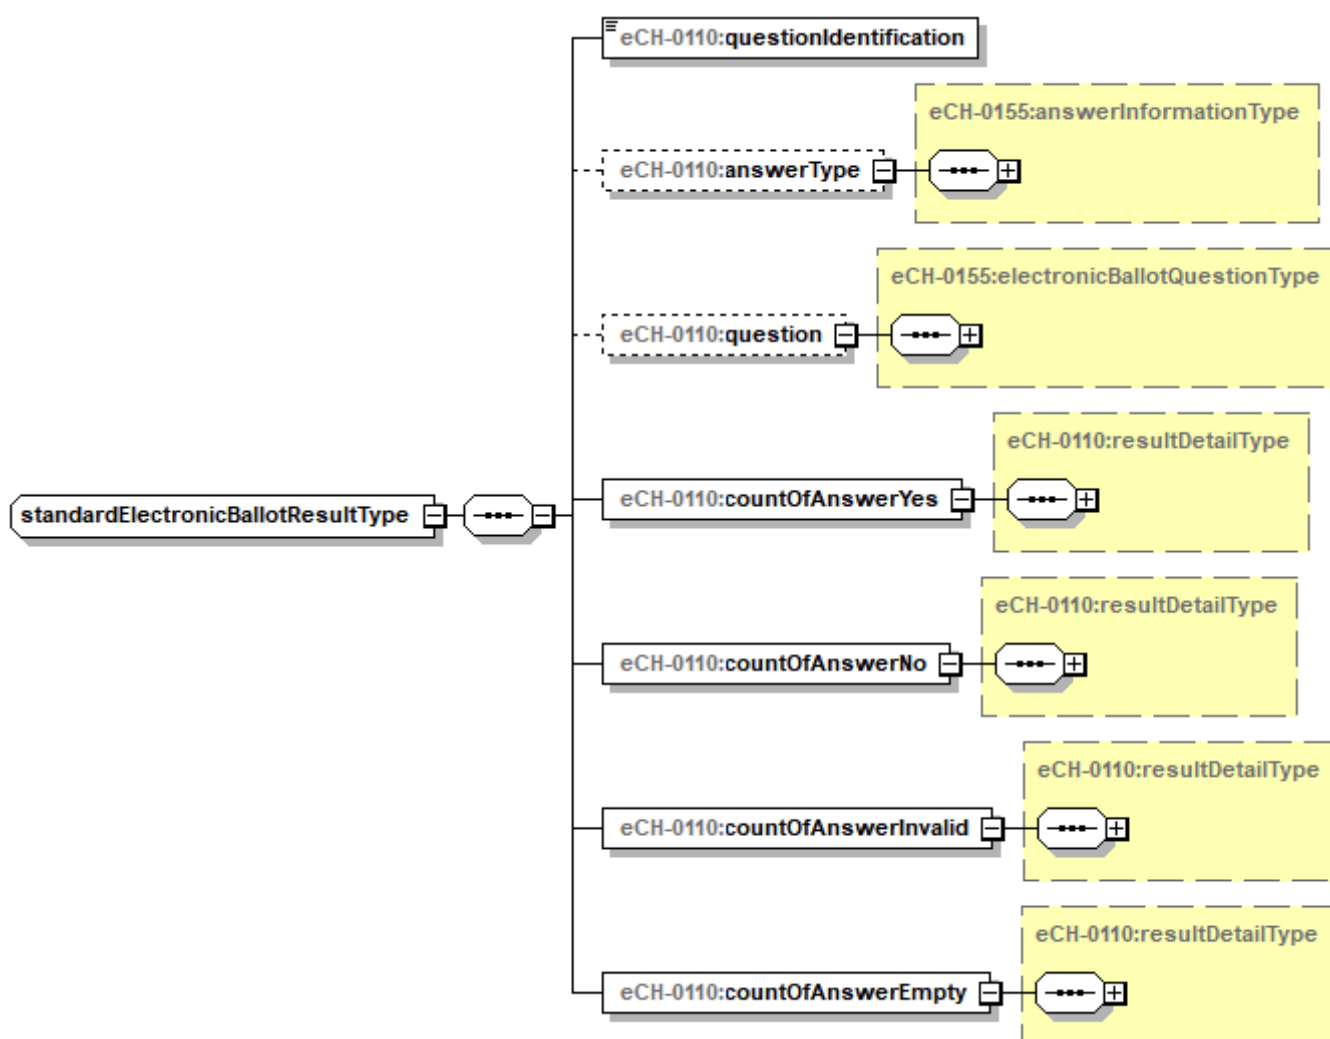 eCH-0110:questionIdentification
eCH-0155:answerInformationType
eCH-0110:answerType
eCH-0155:electronicBallotQuestionType
eCH-0110:question
eCH-0110:resultDetailType
eCH-0110:countOfAnswerYes
standardElectronicBallotResultType
eCH-0110:resultDetailType
eCH-0110:countOfAnswerNo
eCH-0110:resultDetailType
eCH-0110:countOfAnswerInvalid
eCH-0110:resultDetailType
eCH-0110:countOfAnswerEmpty